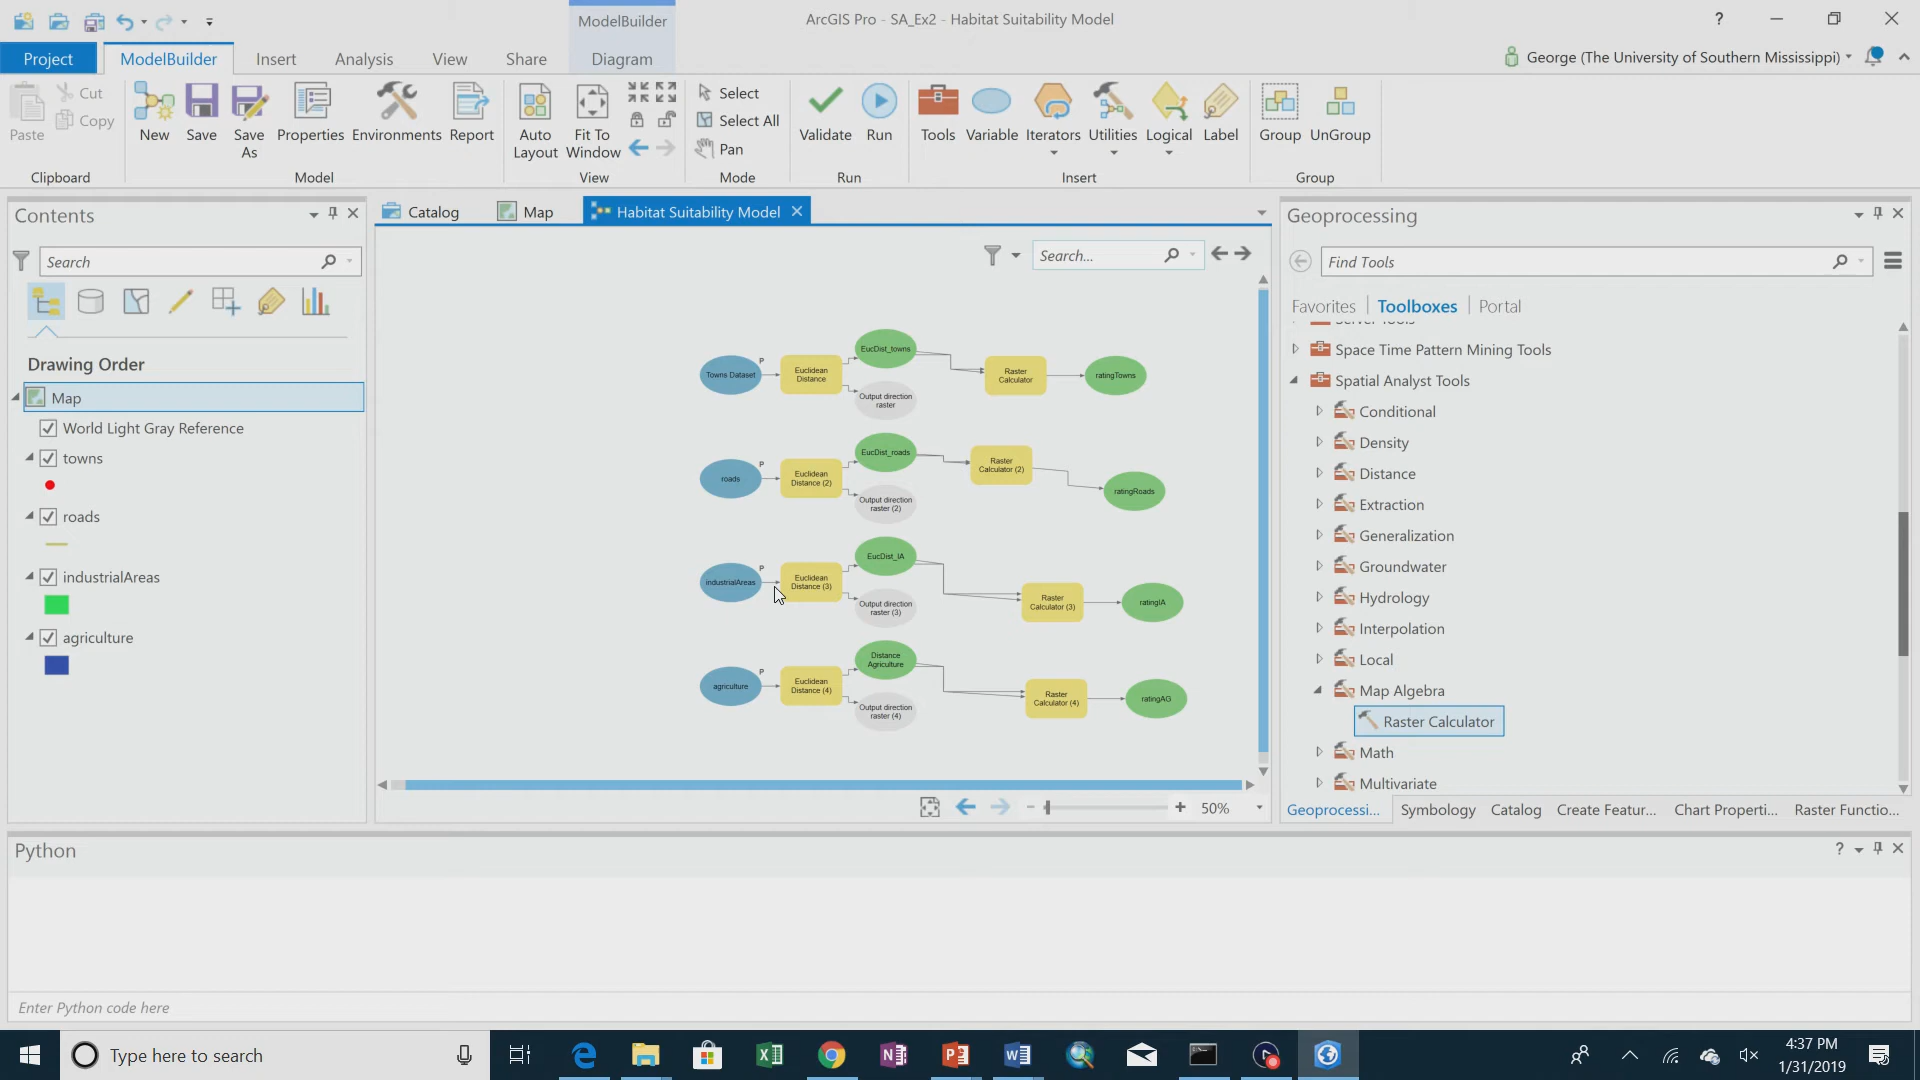 ModelBuilder
ArcGIS Pro - SA_Ex2 - Habitat Suitability Model
?
Project
ModelBuilder
Insert
Analysis
View
Share
Diagram
George (The University of Southern Mississippi)
Paste
Cut
Copy
New
Save
Save As
Properties
Environments
Report
Auto Layout
Fit To Window
Select
Select All
Pan
Validate
Run
Tools
Variable
Iterators
Utilities
Logical
Label
Group
UnGroup
Clipboard
Model
View
Mode
Run
Insert
Group
Contents
Search
Drawing Order
Map
World Light Gray Reference
towns
roads
industrialAreas
agriculture
Catalog
Map
Habitat Suitability Model
Search...
Towns Dataset
P
Euclidean Distance
EucDist_towns
Output direction raster
Raster Calculator
ratingTowns
roads
P
Euclidean Distance (2)
EucDist_roads
Output direction raster (2)
Raster Calculator (2)
ratingRoads
industrialAreas
P
Euclidean Distance (3)
EucDist_IA
Output direction raster (3)
Raster Calculator (3)
ratingIA
agriculture
P
Euclidean Distance (4)
Distance Agriculture
Output direction raster (4)
Raster Calculator (4)
ratingAG
50%
Geoprocessing
Find Tools
Favorites
Toolboxes
Portal
Server Tools
Space Time Pattern Mining Tools
Spatial Analyst Tools
Conditional
Density
Distance
Extraction
Generalization
Groundwater
Hydrology
Interpolation
Local
Map Algebra
Raster Calculator
Math
Multivariate
Geoprocessi...
Symbology
Catalog
Create Featur...
Chart Properti...
Raster Functio...
Python
?
Enter Python code here
Type here to search
4:37 PM
1/31/2019